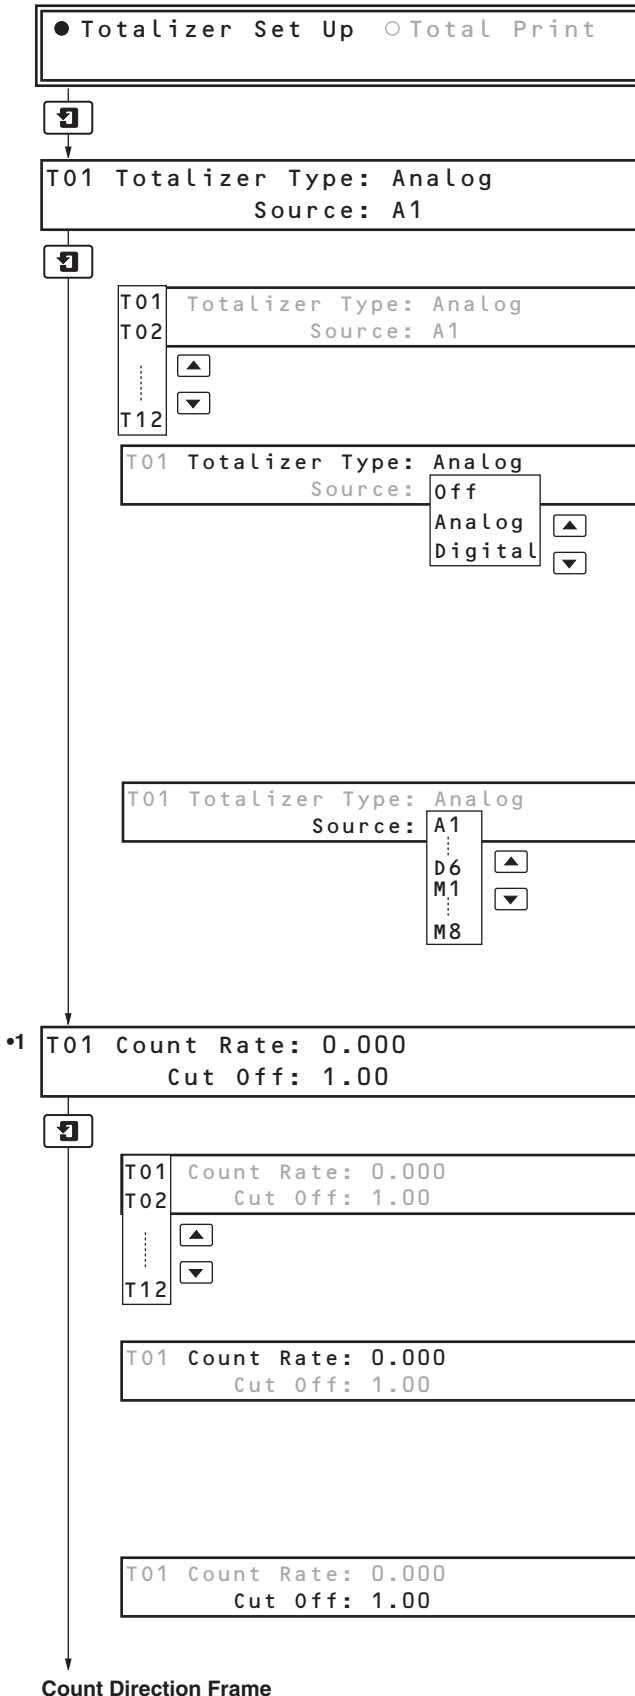 ● Totalizer Set Up ○ Total Print
T01 Totalizer Type: Analog
Source: A1
T01 Totalizer Type: Analog
T02 Source: A1
T12
T01 Totalizer Type: Analog
Source: Off
Analog
Digital
T01 Totalizer Type: Analog
Source: A1
D6
M1
M8
•1 T01 Count Rate: 0.000
Cut Off: 1.00
T01 Count Rate: 0.000
T02 Cut Off: 1.00
T12
T01 Count Rate: 0.000
Cut Off: 1.00
T01 Count Rate: 0.000
Cut Off: 1.00
Count Direction Frame